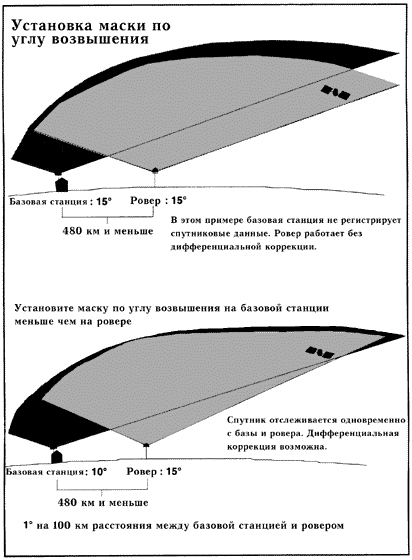 Установка маски по
углу возвышения
Базовая станция: 15°   Ровер: 15°
480 км и меньше
В этом примере базовая станция не регистрирует
спутниковые данные. Ровер работает без
дифференциальной коррекции.
Установите маску по углу возвышения на базовой станции
меньше чем на ровере
Спутник отслеживается одновременно
с базы и ровера. Дифференциальная
коррекция возможна.
Базовая станция: 10°   Ровер: 15°
480 км и меньше
1° на 100 км расстояния между базовой станцией и ровером